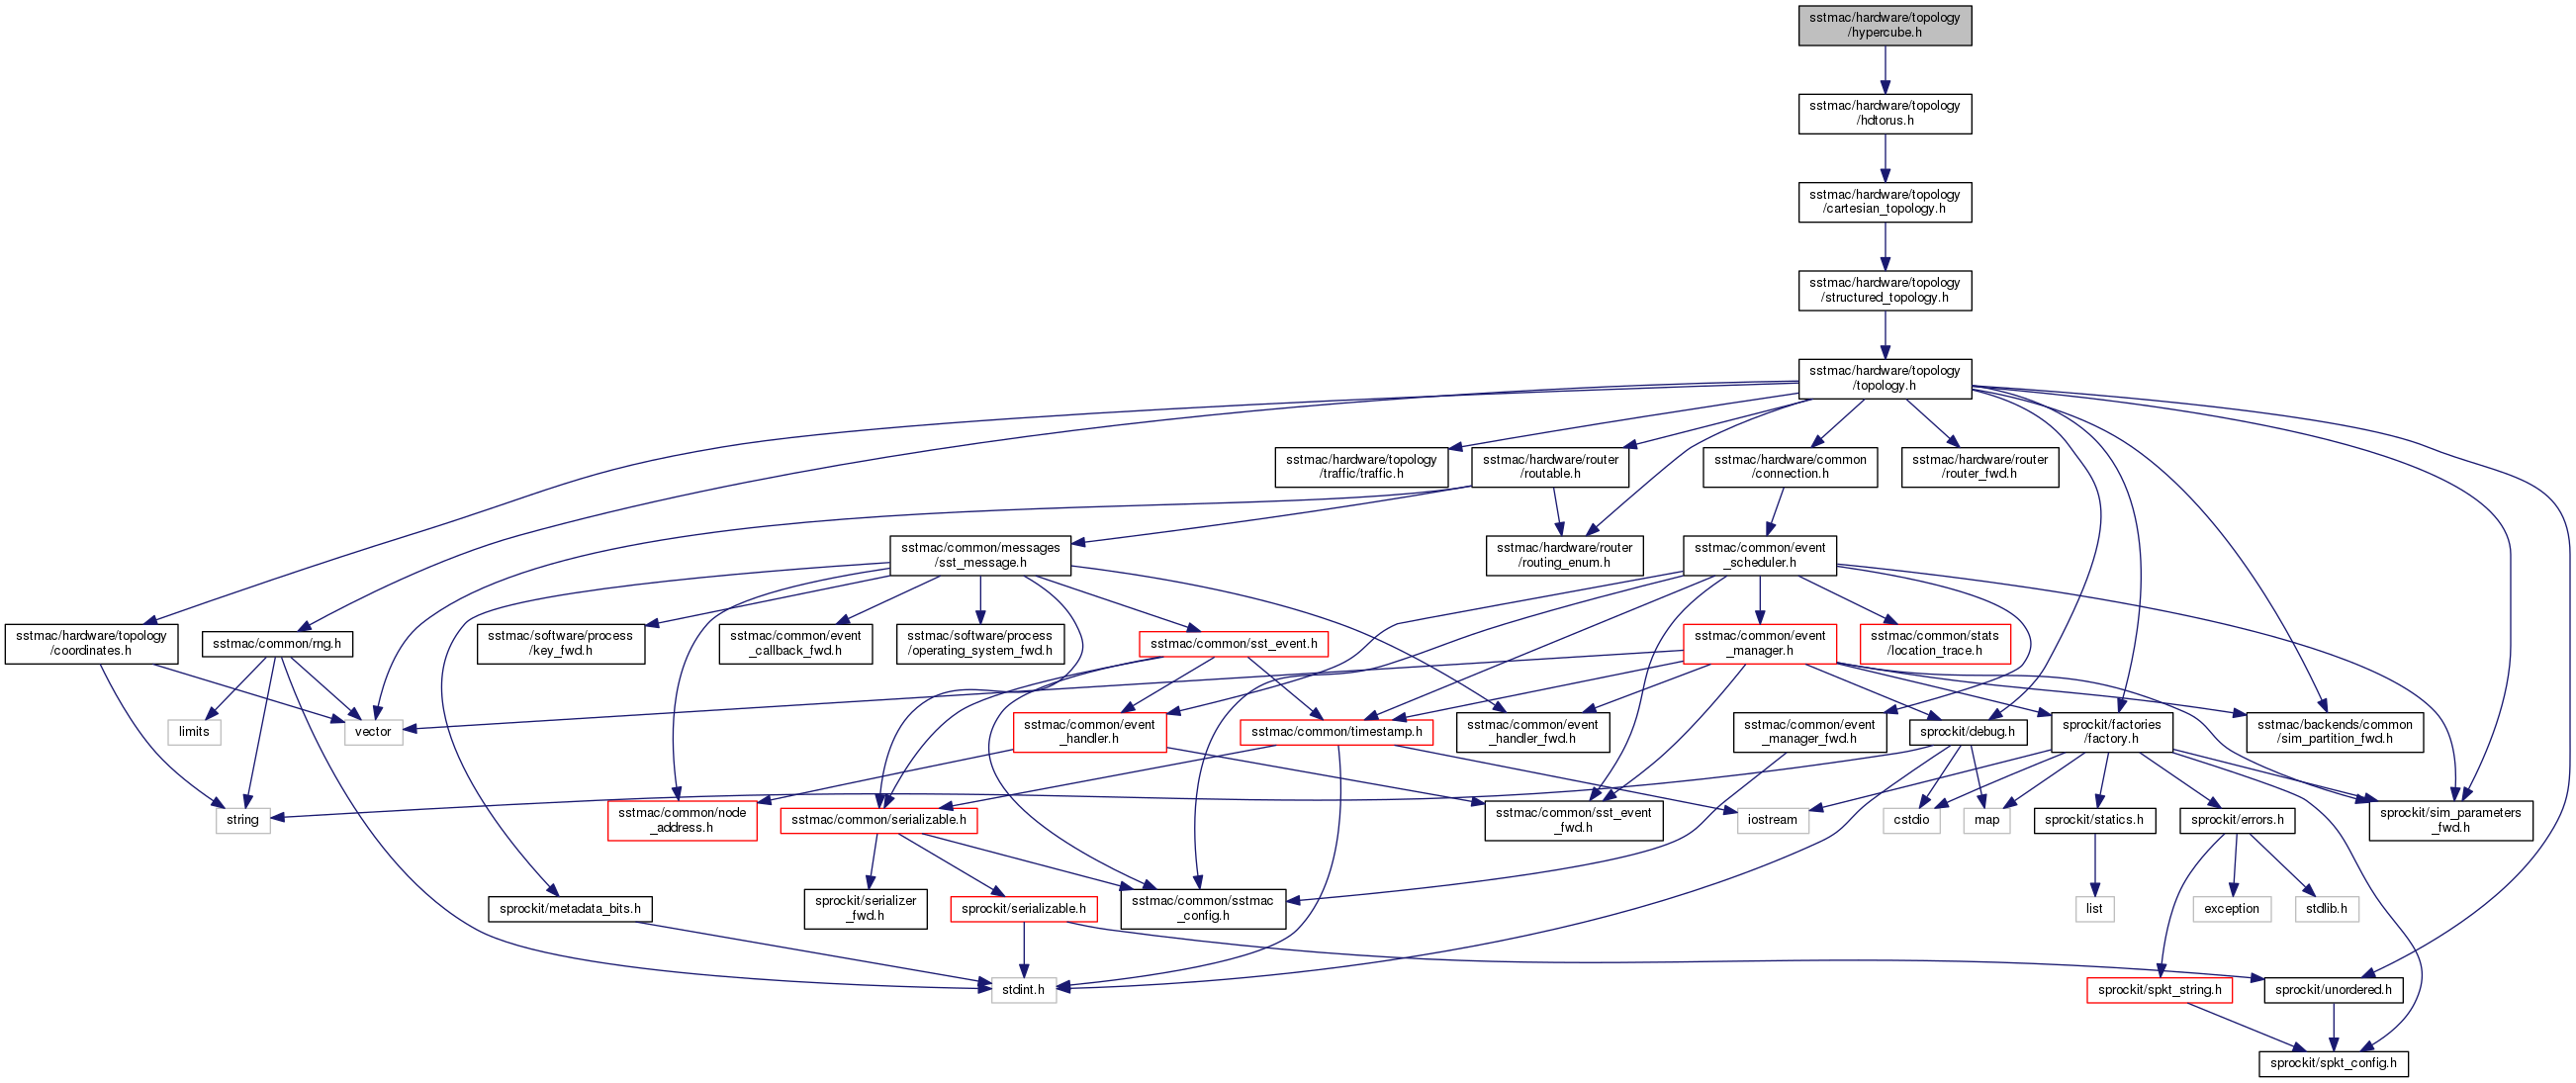 sstmac/hardware/topology
/hypercube.h
sstmac/hardware/topology
/hdtorus.h
sstmac/hardware/topology
/cartesian_topology.h
sstmac/hardware/topology
/structured_topology.h
sstmac/hardware/topology
/topology.h
sstmac/hardware/topology
/traffic/traffic.h
sstmac/hardware/router
/routable.h
sstmac/hardware/common
/connection.h
sstmac/hardware/router
/router_fwd.h
sstmac/common/messages
/sst_message.h
sstmac/hardware/router
/routing_enum.h
sstmac/common/event
_scheduler.h
sstmac/hardware/topology
/coordinates.h
sstmac/common/rng.h
sstmac/software/process
/key_fwd.h
sstmac/common/event
_callback_fwd.h
sstmac/software/process
/operating_system_fwd.h
sstmac/common/sst_event.h
sstmac/common/event
_manager.h
sstmac/common/stats
/location_trace.h
limits
vector
sstmac/common/event
_handler.h
sstmac/common/timestamp.h
sstmac/common/event
_handler_fwd.h
sstmac/common/event
_manager_fwd.h
sprockit/debug.h
sprockit/factories
/factory.h
sstmac/backends/common
/sim_partition_fwd.h
string
sstmac/common/node
_address.h
sstmac/common/serializable.h
sstmac/common/sst_event
_fwd.h
iostream
cstdio
map
sprockit/statics.h
sprockit/errors.h
sprockit/sim_parameters
_fwd.h
sprockit/metadata_bits.h
sprockit/serializer
_fwd.h
sprockit/serializable.h
sstmac/common/sstmac
_config.h
list
exception
stdlib.h
stdint.h
sprockit/spkt_string.h
sprockit/unordered.h
sprockit/spkt_config.h